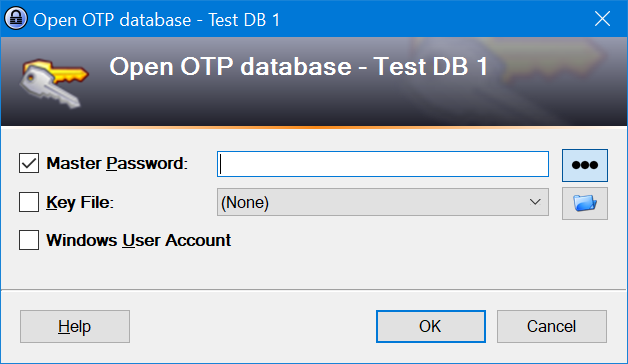 Open OTP database - Test DB 1
Open OTP database - Test DB 1
Master Password:
Key File: (None)
Windows User Account
Help OK Cancel